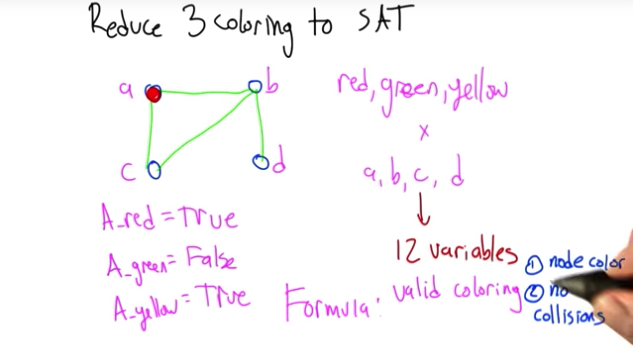 Reduce 3 coloring to SAT
a
b
c
d
red, green, yellow
x
a, b, c, d
12 variables
A_red = True
A_green = False
A_yellow = True
Formula: valid coloring
① node color
② no
collisions